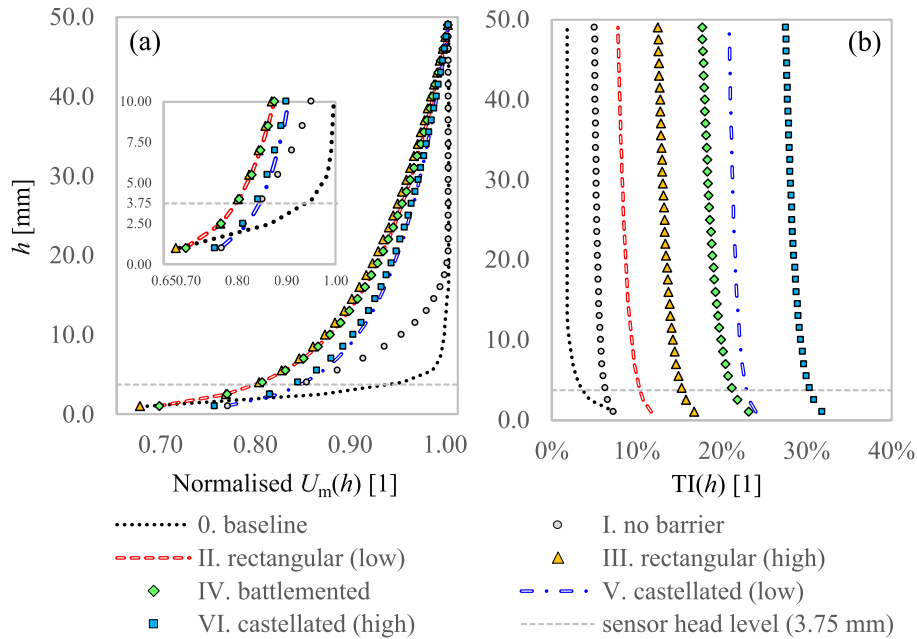 50.0
40.0
30.0
20.0
10.0
0.0
h [mm]
(a)
10.00
7.50
5.00
3.75
2.50
0.00
0.650.70 0.80 0.90 1.00
0.70 0.80 0.90 1.00
Normalised Um(h) [1]
50.0
40.0
30.0
20.0
10.0
0.0
(b)
0% 10% 20% 30% 40%
TI(h) [1]
0. baseline
I. no barrier
II. rectangular (low)
III. rectangular (high)
IV. battlemented
V. castellated (low)
VI. castellated (high)
sensor head level (3.75 mm)